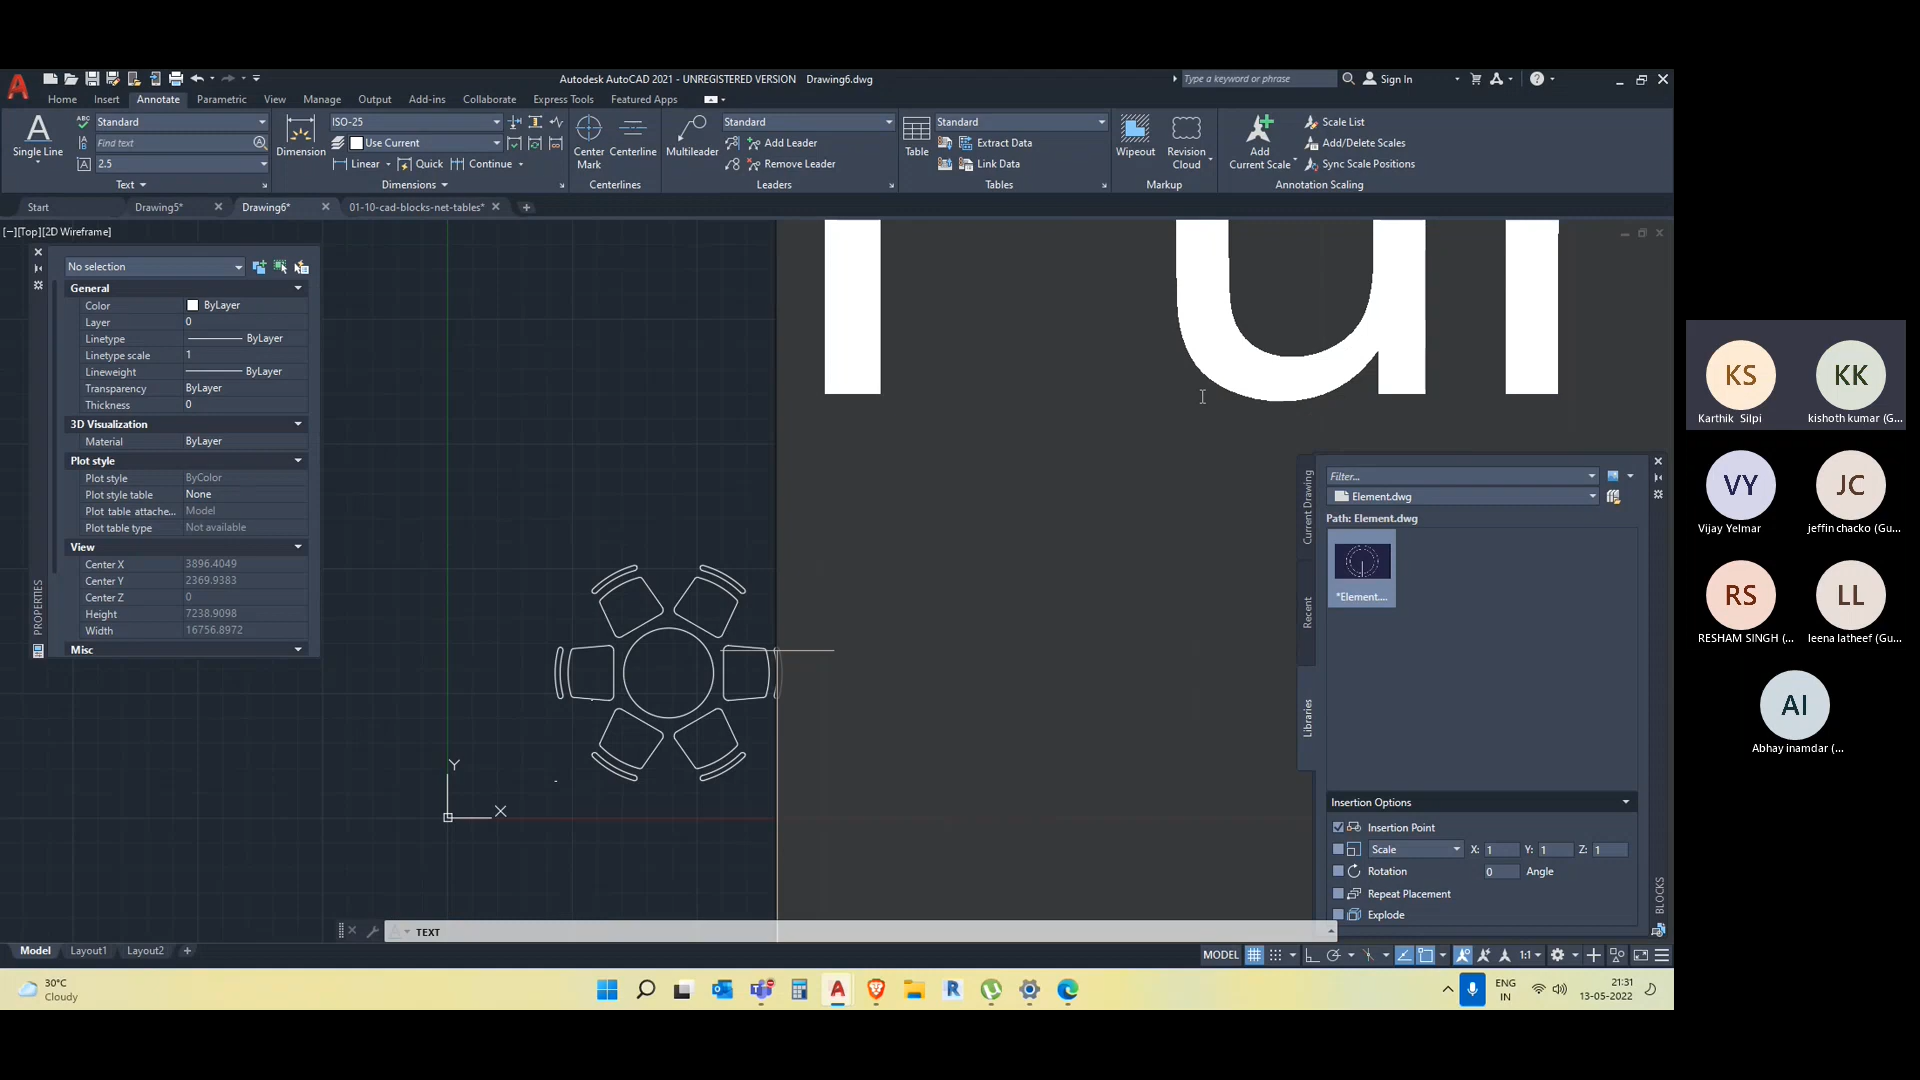 Autodesk AutoCAD 2021 - UNREGISTERED VERSION Drawing6.dwg
Type a keyword or phrase
Sign In
Home Insert Annotate Parametric View Manage Output Add-ins Collaborate Express Tools Featured Apps
Single Line
ABC
Standard
Find text
2.5
Text
Dimension
ISO-25
Use Current
Linear Quick Continue
Dimensions
Center Mark
Centerline
Centerlines
Multileader
Standard
Add Leader
Remove Leader
Leaders
Table
Standard
Extract Data
Link Data
Tables
Wipeout
Revision Cloud
Markup
Add Current Scale
Scale List
Add/Delete Scales
Sync Scale Positions
Annotation Scaling
Start Drawing5* Drawing6* 01-10-cad-blocks-net-tables*
[−][Top][2D Wireframe]
No selection
General
Color ByLayer
Layer 0
Linetype ByLayer
Linetype scale 1
Lineweight ByLayer
Transparency ByLayer
Thickness 0
3D Visualization
Material ByLayer
Plot style
Plot style ByColor
Plot style table None
Plot table attache... Model
Plot table type Not available
View
Center X 3896.4049
Center Y 2369.9383
Center Z 0
Height 7238.9098
Width 16756.8972
Misc
PROPERTIES
Y
X
Filter...
Element.dwg
Path: Element.dwg
*Element....
Current Drawing
Recent
Libraries
Insertion Options
Insertion Point
Scale X: 1 Y: 1 Z: 1
Rotation 0 Angle
Repeat Placement
Explode
BLOCKS
TEXT
Model Layout1 Layout2
MODEL
1:1
30°C
Cloudy
ENG
IN
21:31
13-05-2022
KS
Karthik Silpi
KK
kishoth kumar (G...
VY
Vijay Yelmar
JC
jeffin chacko (Gu...
RS
RESHAM SINGH (...
LL
leena latheef (Gu...
AI
Abhay inamdar (...